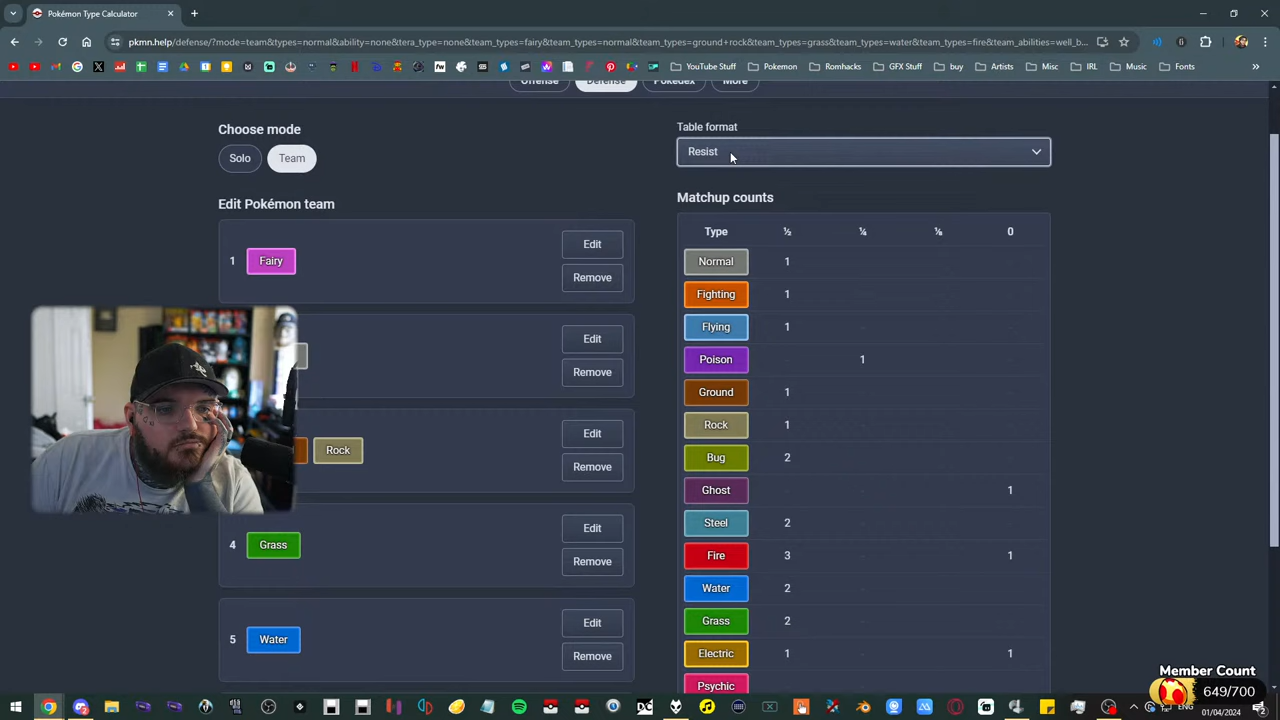 Pokémon Type Calculator
pkmn.help/defense/?mode=team&types=normal&ability=none&tera_type=none&team_types=fairy&team_types=normal&team_types=ground+rock&team_types=grass&team_types=water&team_types=fire&team_abilities=well_b...
YouTube Stuff
Pokemon
Romhacks
GFX Stuff
buy
Artists
Misc
IRL
Music
Fonts
Offense
Defense
Pokédex
More
Choose mode
Solo
Team
Edit Pokémon team
1
Fairy
Edit
Remove
Edit
Remove
Rock
Edit
Remove
4
Grass
Edit
Remove
5
Water
Edit
Remove
Table format
Resist
Matchup counts
Type ½ ¼ ⅛ 0
Normal 1 - - -
Fighting 1 - - -
Flying 1 - - -
Poison - 1 - -
Ground 1 - - -
Rock 1 - - -
Bug 2 - - -
Ghost - - - 1
Steel 2 - - -
Fire 3 - - 1
Water 2 - - -
Grass 2 - - -
Electric 1 - - 1
Psychic
Member Count
649/700
ENG
01/04/2024